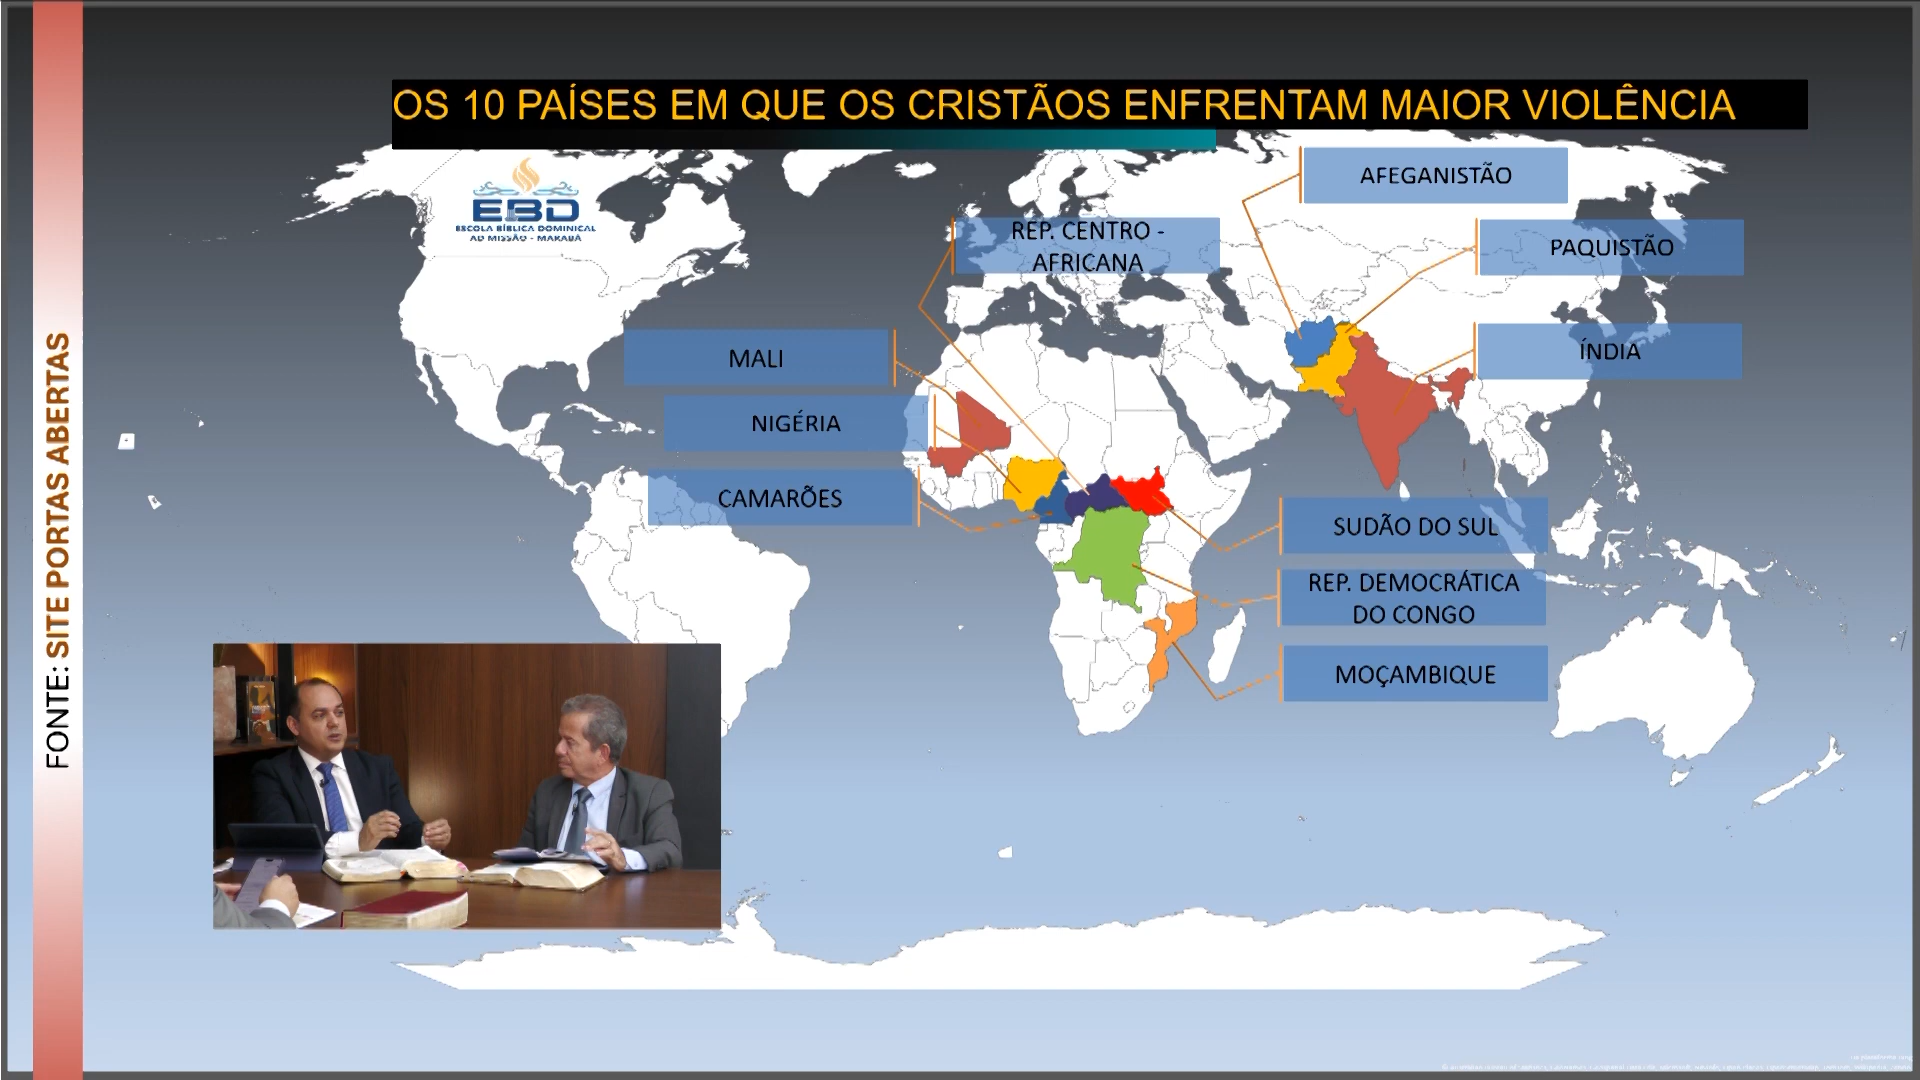 OS 10 PAÍSES EM QUE OS CRISTÃOS ENFRENTAM MAIOR VIOLÊNCIA
EBD
ESCOLA BÍBLICA DOMINICAL
AD MISSÃO - MARABÁ
AFEGANISTÃO
REP. CENTRO -
AFRICANA
PAQUISTÃO
MALI
ÍNDIA
NIGÉRIA
CAMARÕES
SUDÃO DO SUL
REP. DEMOCRÁTICA
DO CONGO
MOÇAMBIQUE
FONTE: SITE PORTAS ABERTAS